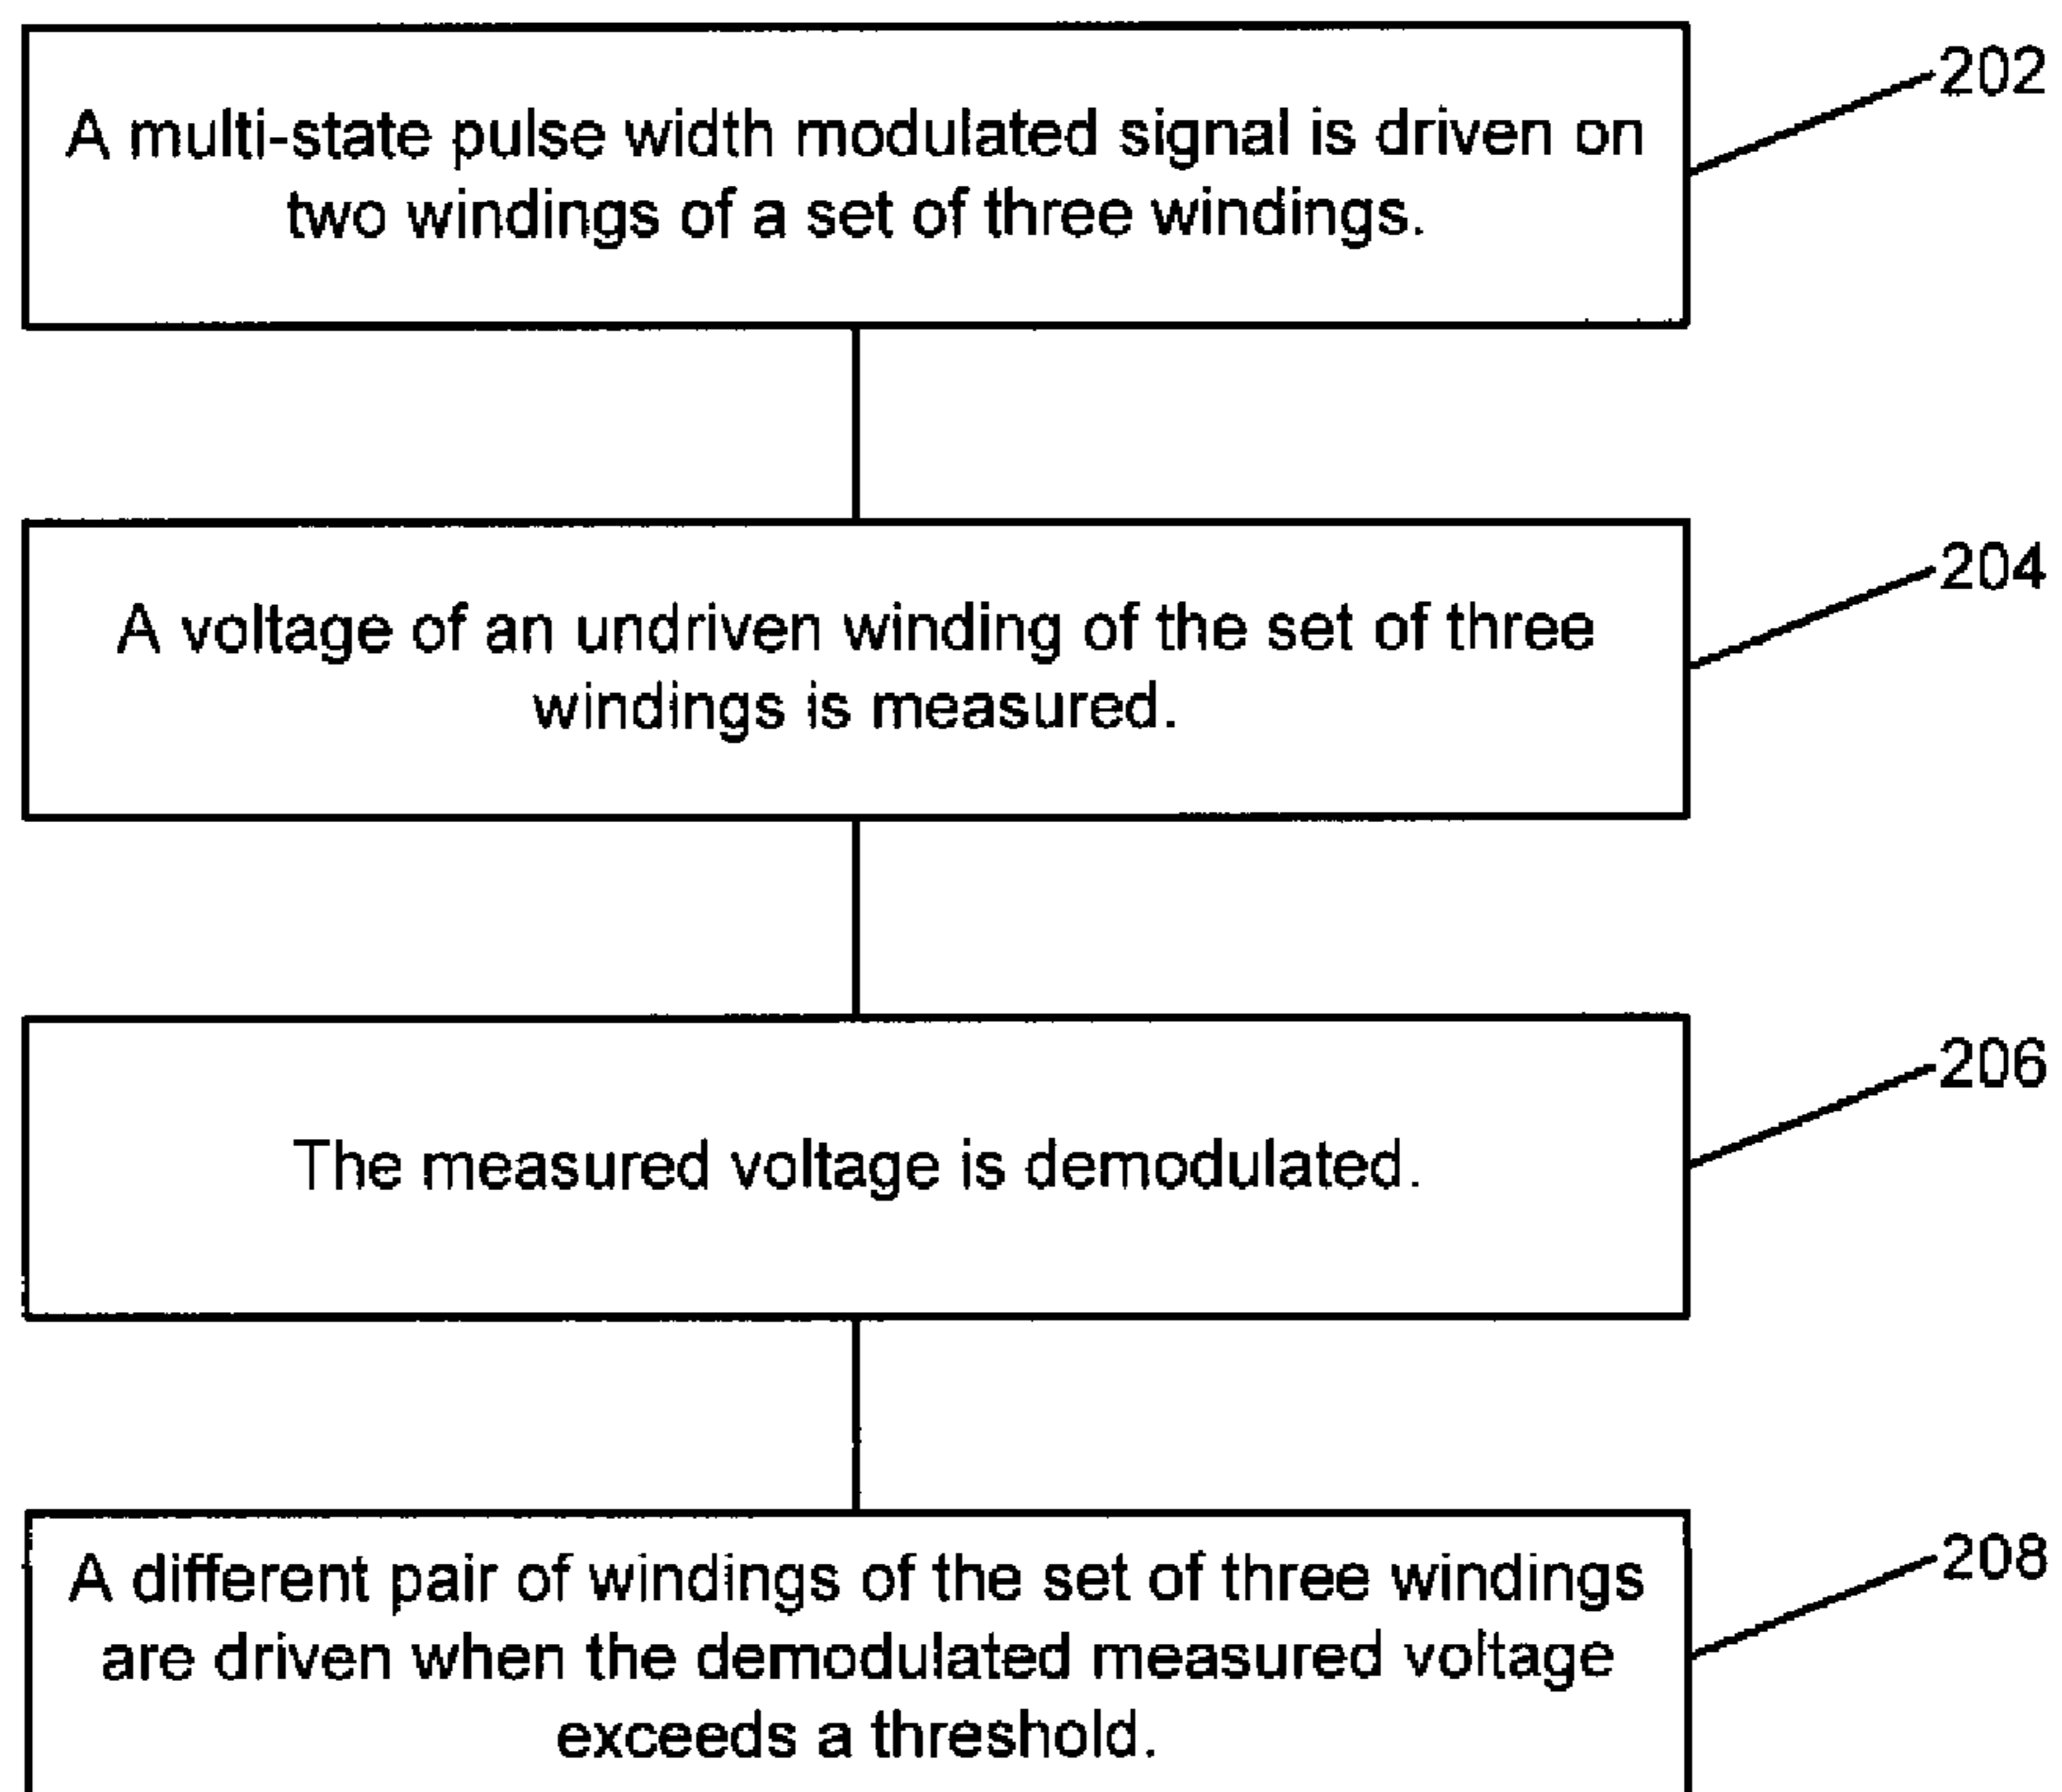 A multi-state pulse width modulated signal is driven on
two windings of a set of three windings.
202
A voltage of an undriven winding of the set of three
windings is measured.
204
The measured voltage is demodulated.
206
A different pair of windings of the set of three windings
are driven when the demodulated measured voltage
exceeds a threshold.
208